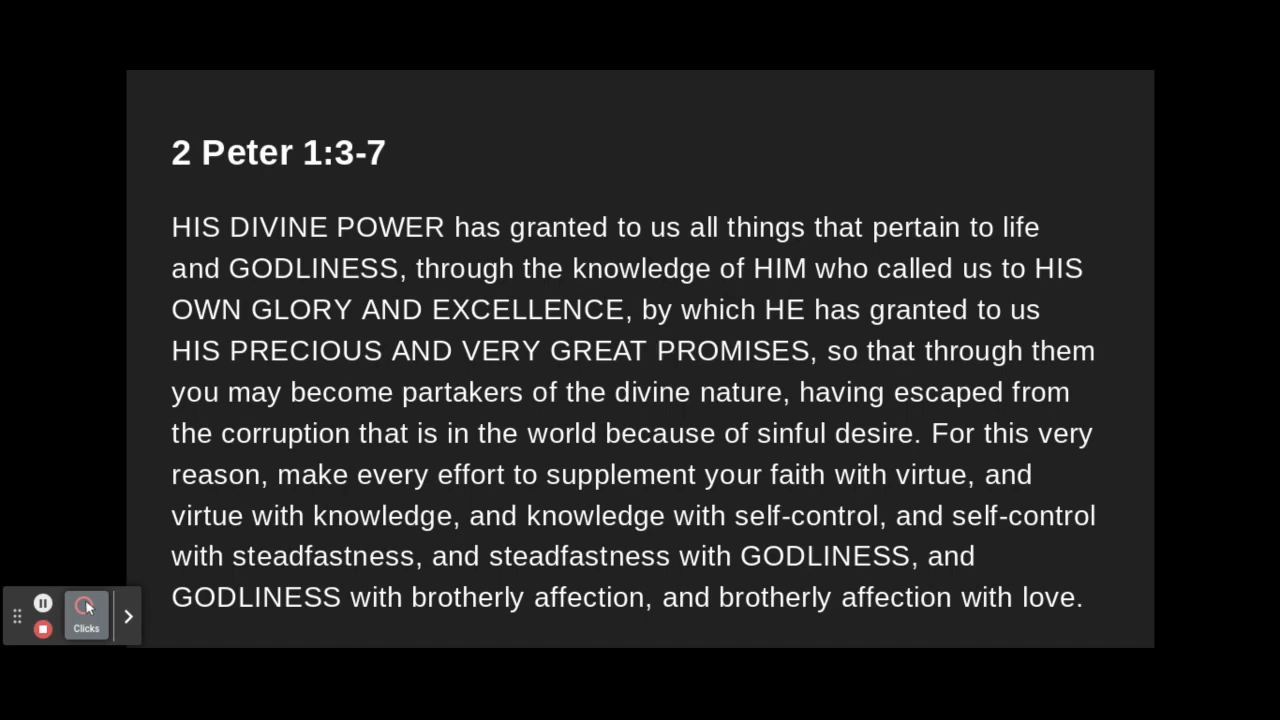 2 Peter 1:3-7
HIS DIVINE POWER has granted to us all things that pertain to life
and GODLINESS, through the knowledge of HIM who called us to HIS
OWN GLORY AND EXCELLENCE, by which HE has granted to us
HIS PRECIOUS AND VERY GREAT PROMISES, so that through them
you may become partakers of the divine nature, having escaped from
the corruption that is in the world because of sinful desire. For this very
reason, make every effort to supplement your faith with virtue, and
virtue with knowledge, and knowledge with self-control, and self-control
with steadfastness, and steadfastness with GODLINESS, and
GODLINESS with brotherly affection, and brotherly affection with love.
Clicks